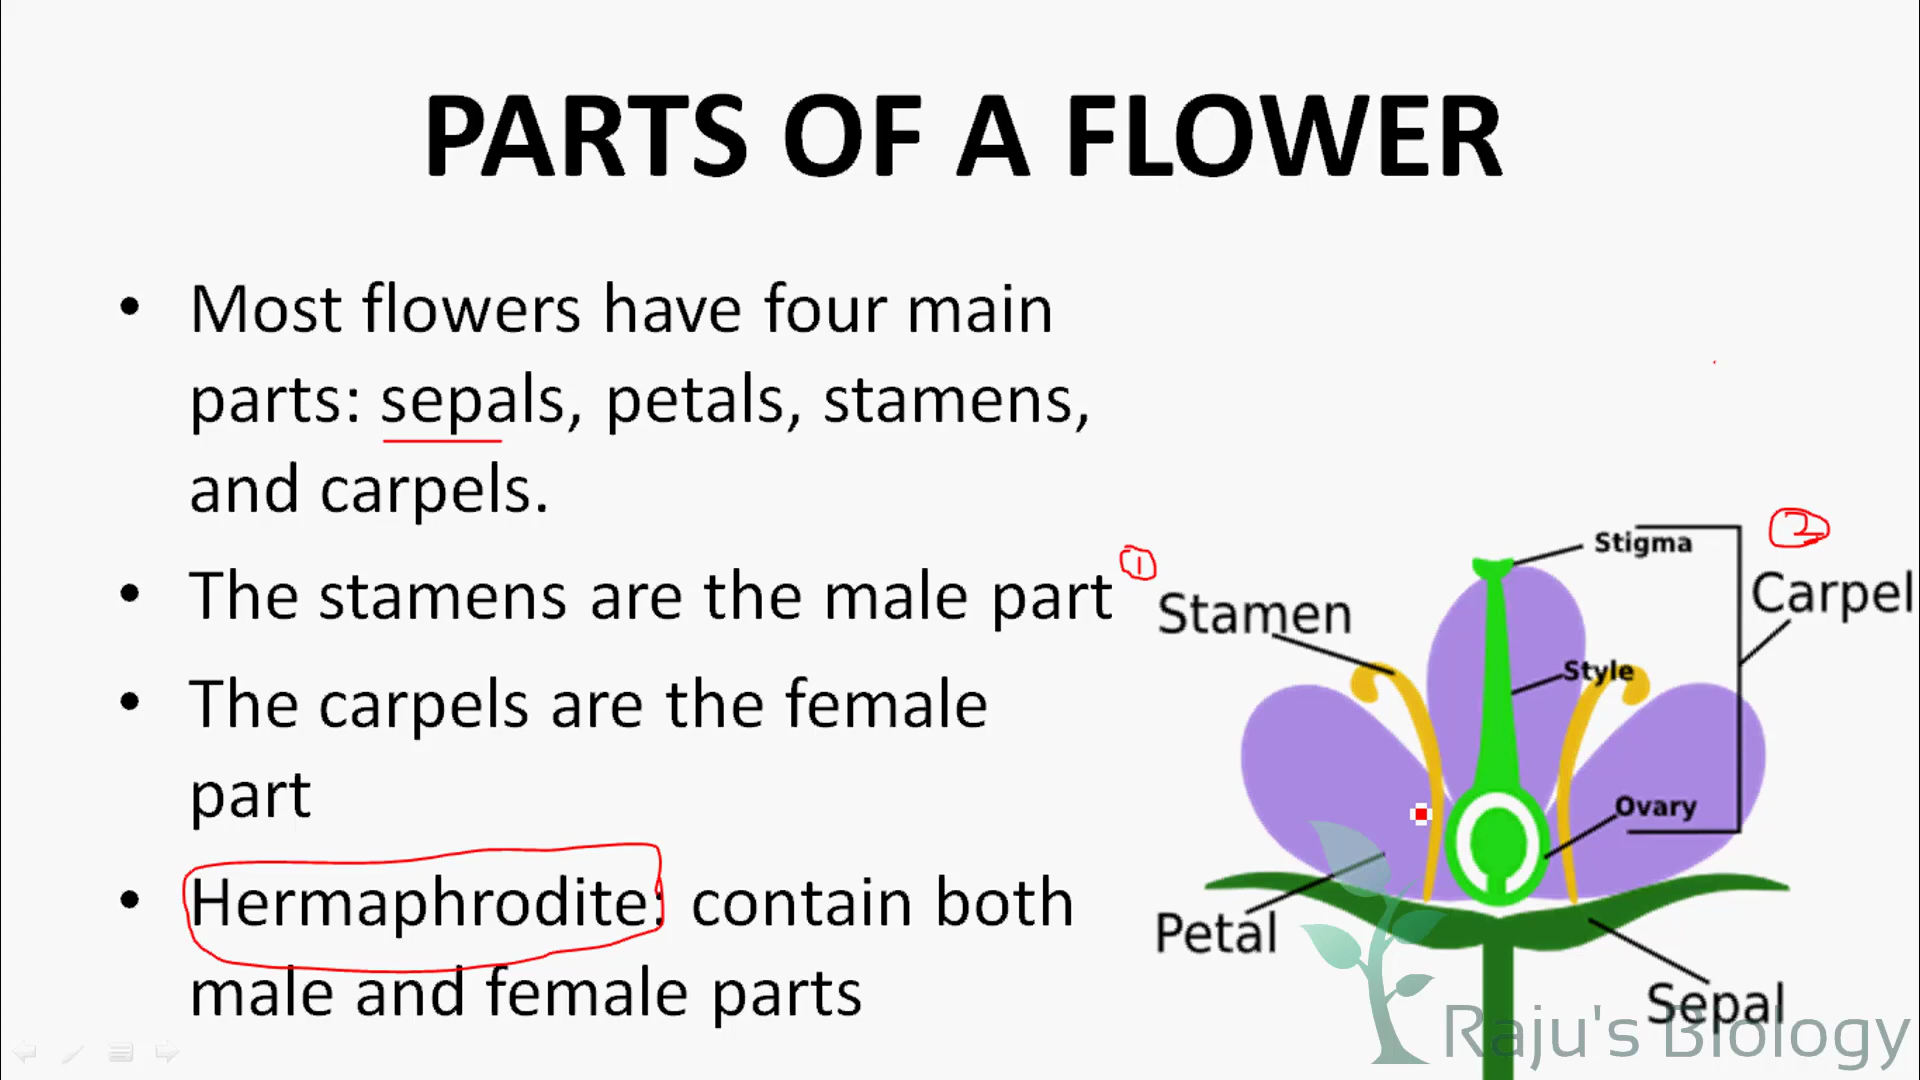 PARTS OF A FLOWER
• Most flowers have four main
parts: sepals, petals, stamens,
and carpels.
• The stamens are the male part
• The carpels are the female
part
• Hermaphrodite: contain both
male and female parts
1
2
Stigma
Carpel
Stamen
Style
Ovary
Petal
Sepal
Raju's Biology